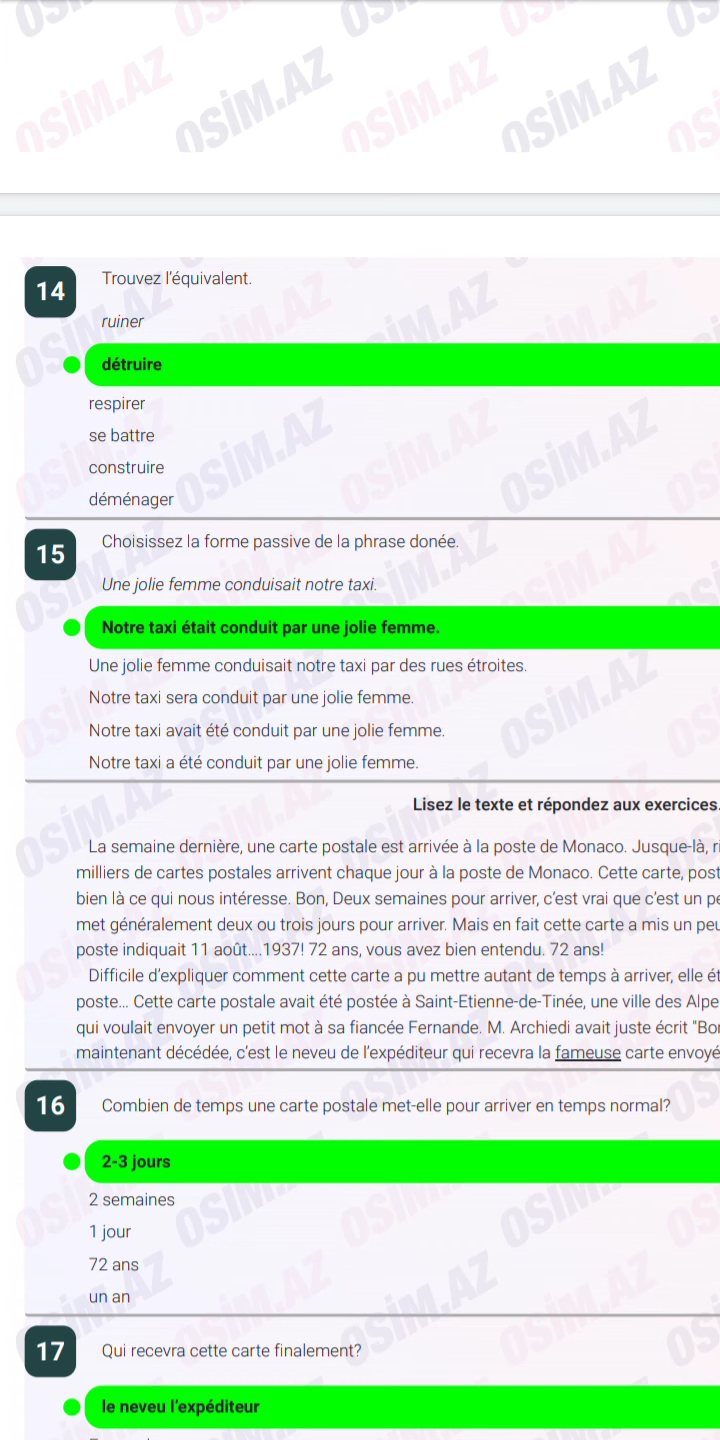 OSİM.AZ OSİM.AZ OSİM.AZ OSİM.AZ
14
Trouvez l'équivalent.
ruiner
détruire
respirer
se battre
construire
déménager
15
Choisissez la forme passive de la phrase donée.
Une jolie femme conduisait notre taxi.
Notre taxi était conduit par une jolie femme.
Une jolie femme conduisait notre taxi par des rues étroites.
Notre taxi sera conduit par une jolie femme.
Notre taxi avait été conduit par une jolie femme.
Notre taxi a été conduit par une jolie femme.
Lisez le texte et répondez aux exercices.
La semaine dernière, une carte postale est arrivée à la poste de Monaco. Jusque-là,
milliers de cartes postales arrivent chaque jour à la poste de Monaco. Cette carte,
bien là ce qui nous intéresse. Bon, Deux semaines pour arriver, c'est vrai que c'est un
met généralement deux ou trois jours pour arriver. Mais en fait cette carte a mis un
poste indiquait 11 août....1937! 72 ans, vous avez bien entendu. 72 ans!
Difficile d'expliquer comment cette carte a pu mettre autant de temps à arriver, elle
poste... Cette carte postale avait été postée à Saint-Etienne-de-Tinée, une ville des
qui voulait envoyer un petit mot à sa fiancée Fernande. M. Archiedi avait juste écrit
maintenant décédée, c'est le neveu de l'expéditeur qui recevra la fameuse carte
16
Combien de temps une carte postale met-elle pour arriver en temps normal?
2-3 jours
2 semaines
1 jour
72 ans
un an
17
Qui recevra cette carte finalement?
le neveu l'expéditeur